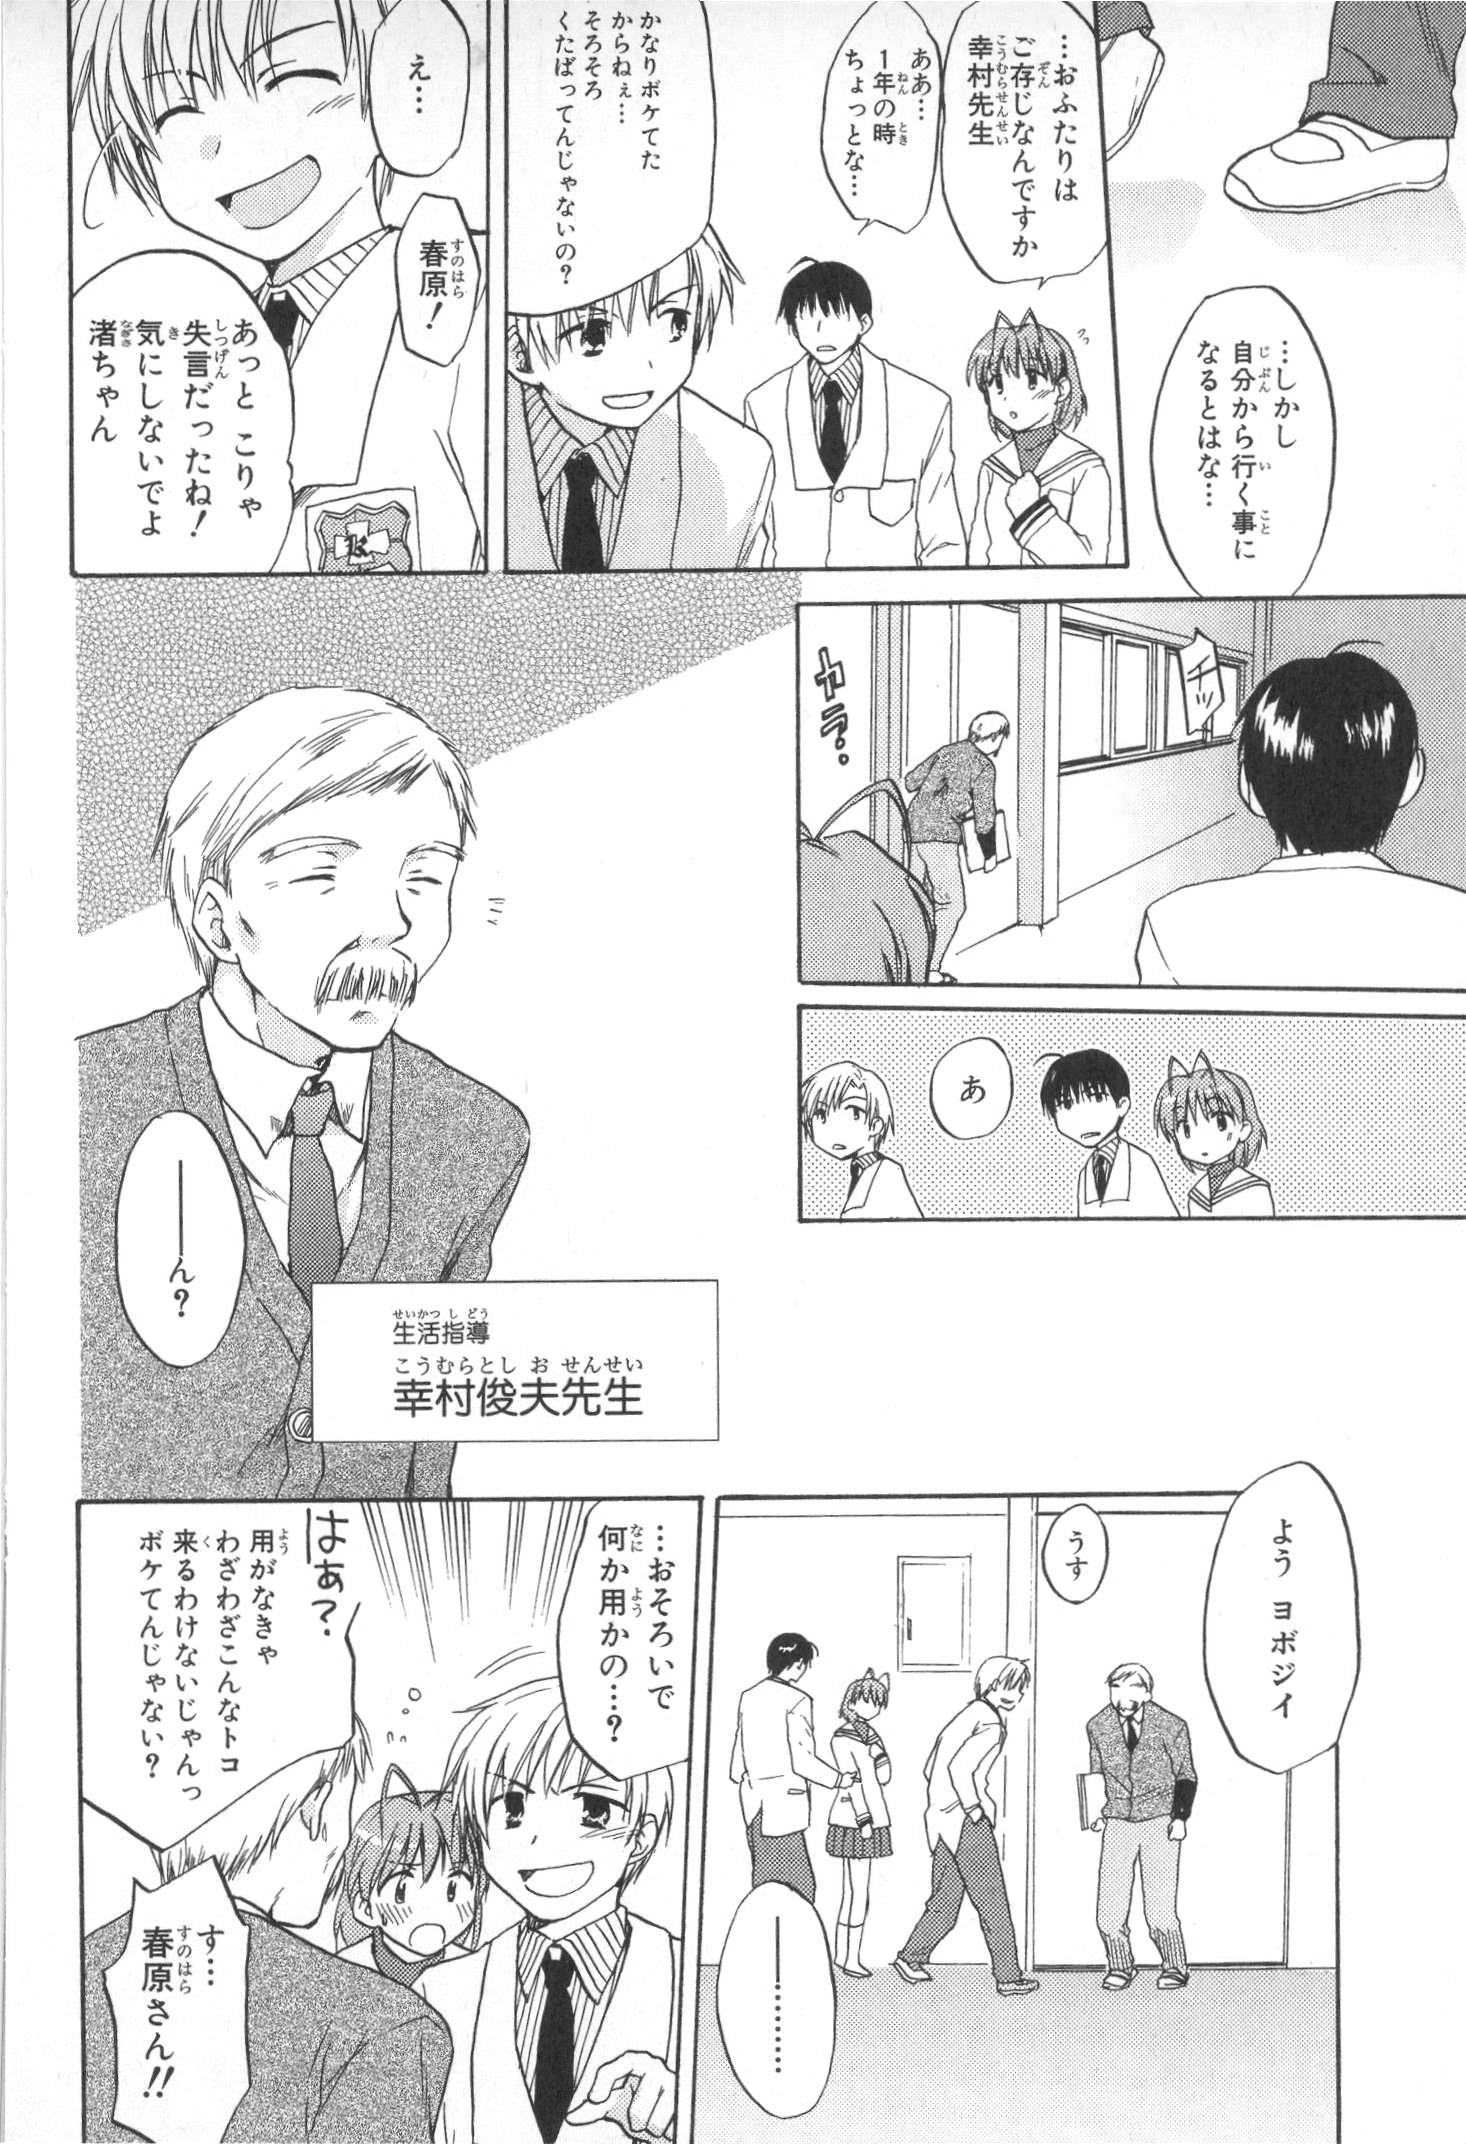 …おふたりは
ご存じなんですか
幸村先生
ああ…
1年の時
ちょっとな…
かなりボケてた
からねぇ…
そろそろ
くたばってんじゃないの?
え…
春原!
あっと こりゃ
失言だったね!
気にしないでよ
渚ちゃん
…しかし
自分から行く事に
なるとはな…
チッ
カラ。
あ
――ん?
生活指導
幸村俊夫先生
よう ヨボジイ
うす
―………
…おそろいで
何か用かの…?
はあ?
用がなきゃ
わざわざこんなトコ
来るわけないじゃんっ
ボケてんじゃない?
す…
春原さん!!